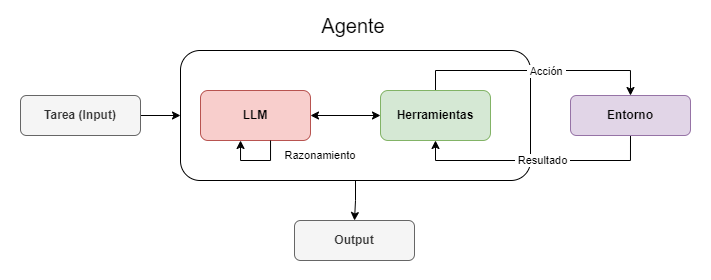 Agente
Acción
Tarea (Input)
LLM
Herramientas
Entorno
Razonamiento
Resultado
Output